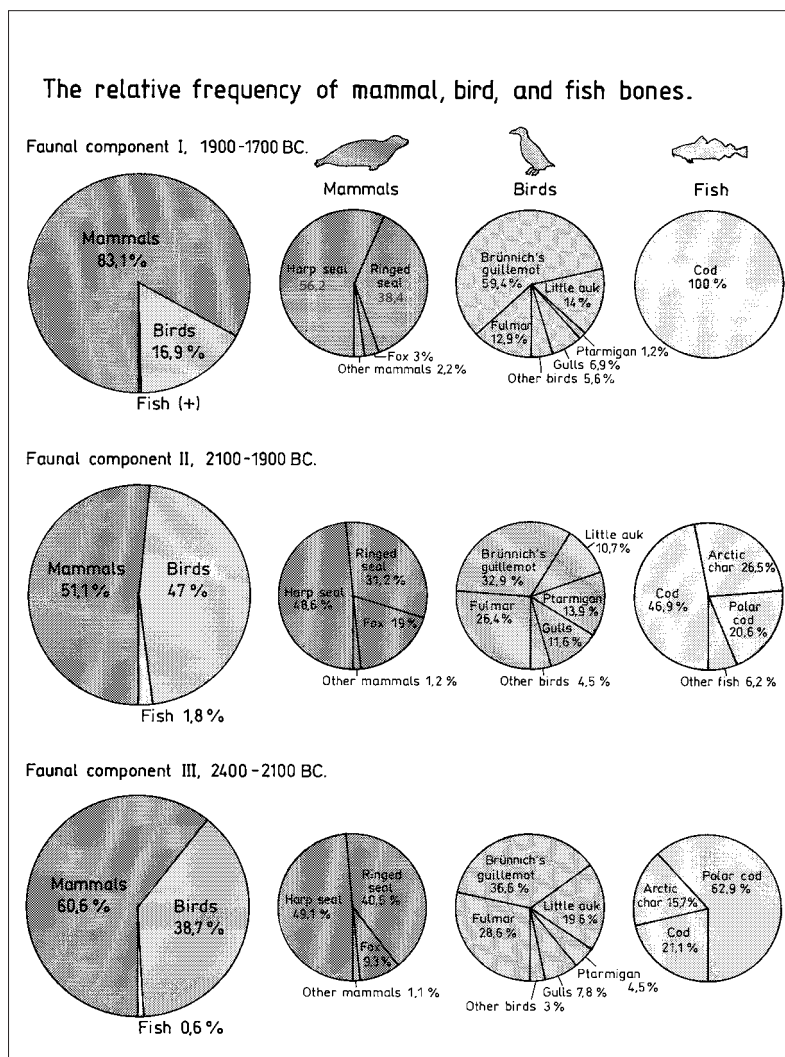 The relative frequency of mammal, bird, and fish bones.
Faunal component I, 1900-1700 BC.
Mammals
Birds
Fish
Mammals
83,1%
Birds
16,9 %
Fish (+)
Harp seal
56,2
Ringed
seal
38,4
Fox 3%
Other mammals 2,2%
Brünnich's
guillemot
59,4%
Little auk
14%
Fulmar
12,9%
Ptarmigan 1,2%
Gulls 6,9%
Other birds 5,6%
Cod
100 %
Faunal component II, 2100-1900 BC.
Mammals
51,1%
Birds
47 %
Fish 1,8 %
Harp seal
48,6 %
Ringed
seal
31,2 %
Fox 19%
Other mammals 1,2 %
Little auk
10,7%
Brünnich's
guillemot
32,9 %
Fulmar
26,4%
Ptarmigan
13,9%
Gulls
11,6%
Other birds 4,5%
Arctic
char 26,5%
Cod
46,9%
Polar
cod
20,6%
Other fish 6,2 %
Faunal component III, 2400-2100 BC.
Mammals
60,6 %
Birds
38,7%
Fish 0,6 %
Harp seal
49,1 %
Ringed
seal
40,5 %
Fox
9,3%
Other mammals 1,1 %
Brünnich's
guillemot
36,6 %
Little auk
19,6%
Fulmar
28,6%
Ptarmigan
4,5%
Gulls 7,8%
Other birds 3%
Polar cod
62,9 %
Arctic
char 15,7%
Cod
21,1%